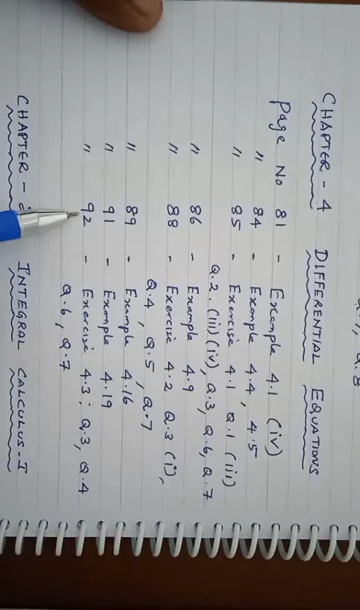 Q.8
CHAPTER - 4 DIFFERENTIAL EQUATIONS
Page No 81 - Example 4.1 (iv)
" 84 - Example 4.4, 4.5
" 85 - Exercise 4.1 Q.1 (iii)
Q.2. (iii) (iv), Q.3, Q.6, Q.7
" 86 - Example 4.9
" 88 - Exercise 4.2 Q.3 (i),
Q.4, Q.5, Q.7
" 89 - Example 4.16
" 91 - Example 4.19
" 92 - Exercise 4.3: Q.3, Q.4
Q.6, Q.7
CHAPTER - INTEGRAL CALCULUS-I